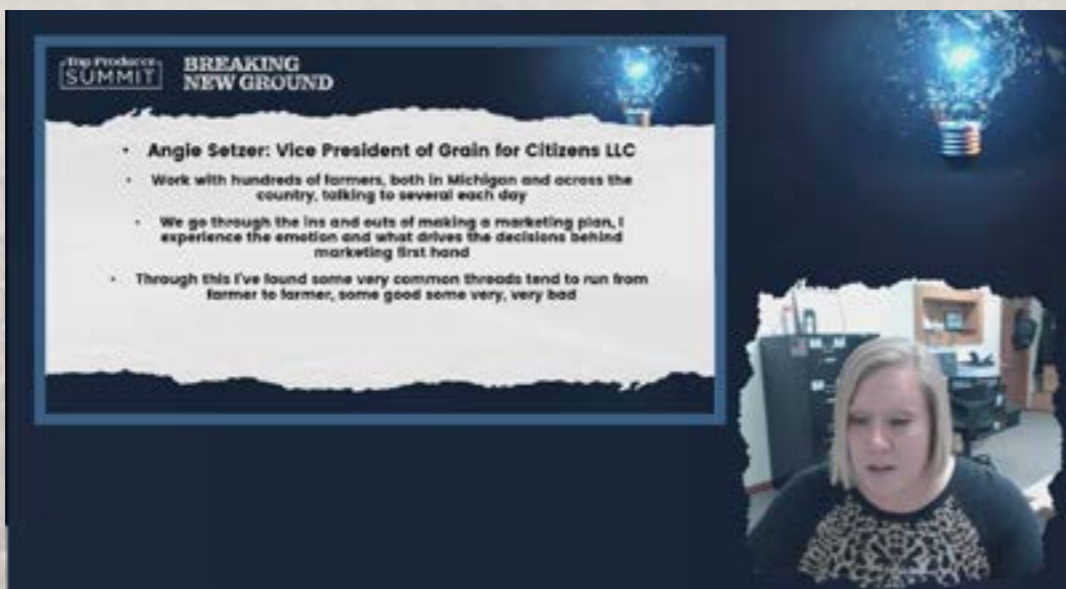 Top Producer
SUMMIT
BREAKING
NEW GROUND
• Angie Setzer: Vice President of Grain for Citizens LLC
• Work with hundreds of farmers, both in Michigan and across the
country, talking to several each day
• We go through the ins and outs of making a marketing plan, I
experience the emotion and what drives the decisions behind
marketing first hand
• Through this I've found some very common threads tend to run from
farmer to farmer, some good some very, very bad